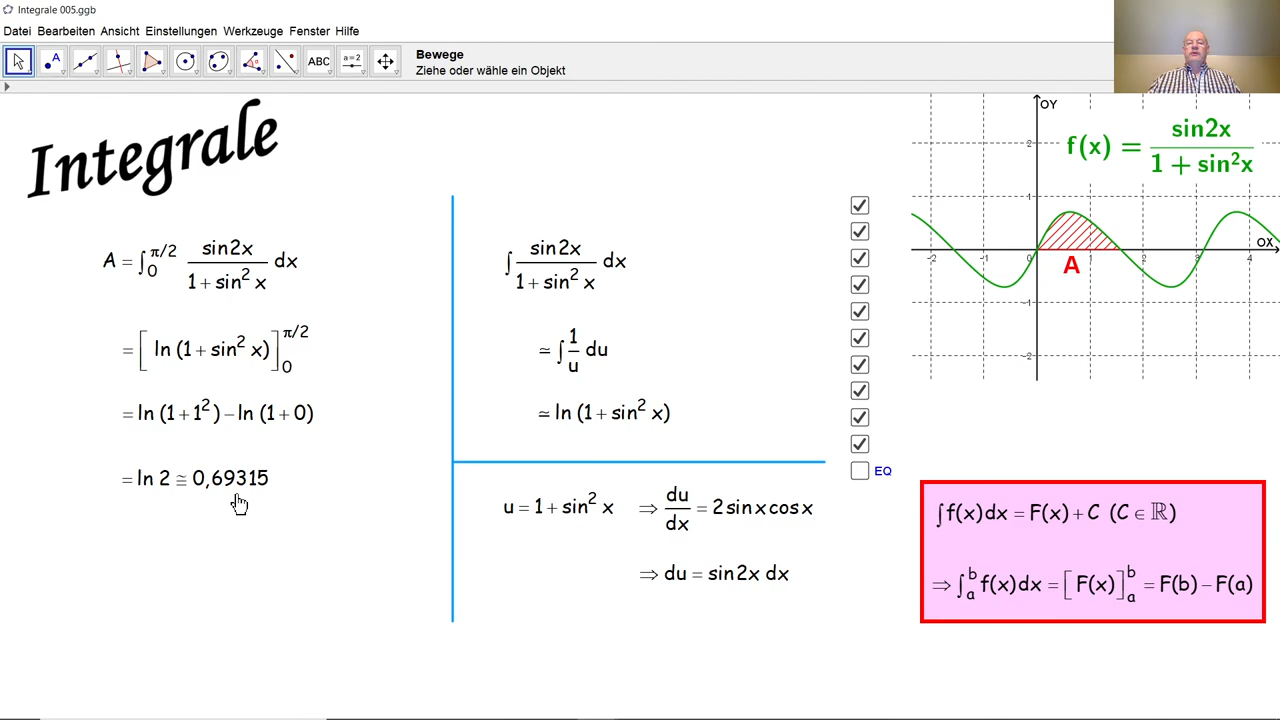 Integrale 005.ggb
Datei Bearbeiten Ansicht Einstellungen Werkzeuge Fenster Hilfe
A ABC a=2
Bewege
Ziehe oder wähle ein Objekt
Integrale
A = ∫₀^{π/2} sin2x / (1 + sin² x) dx
= [ ln (1 + sin² x) ]₀^{π/2}
= ln (1 + 1²) – ln (1 + 0)
= ln 2 ≅ 0,69315
∫ sin2x / (1 + sin² x) dx
≃ ∫ 1/u du
≃ ln (1 + sin² x)
u = 1 + sin² x ⇒ du/dx = 2 sin x cos x
⇒ du = sin2x dx
EQ
OY
f(x) = sin2x / (1 + sin²x)
2
1
-2 -1 0 1 2 3 4 OX
A
-1
-2
∫f(x)dx = F(x) + C (C ∈ ℝ)
⇒ ∫ₐᵇ f(x)dx = [ F(x) ]ₐᵇ = F(b) – F(a)